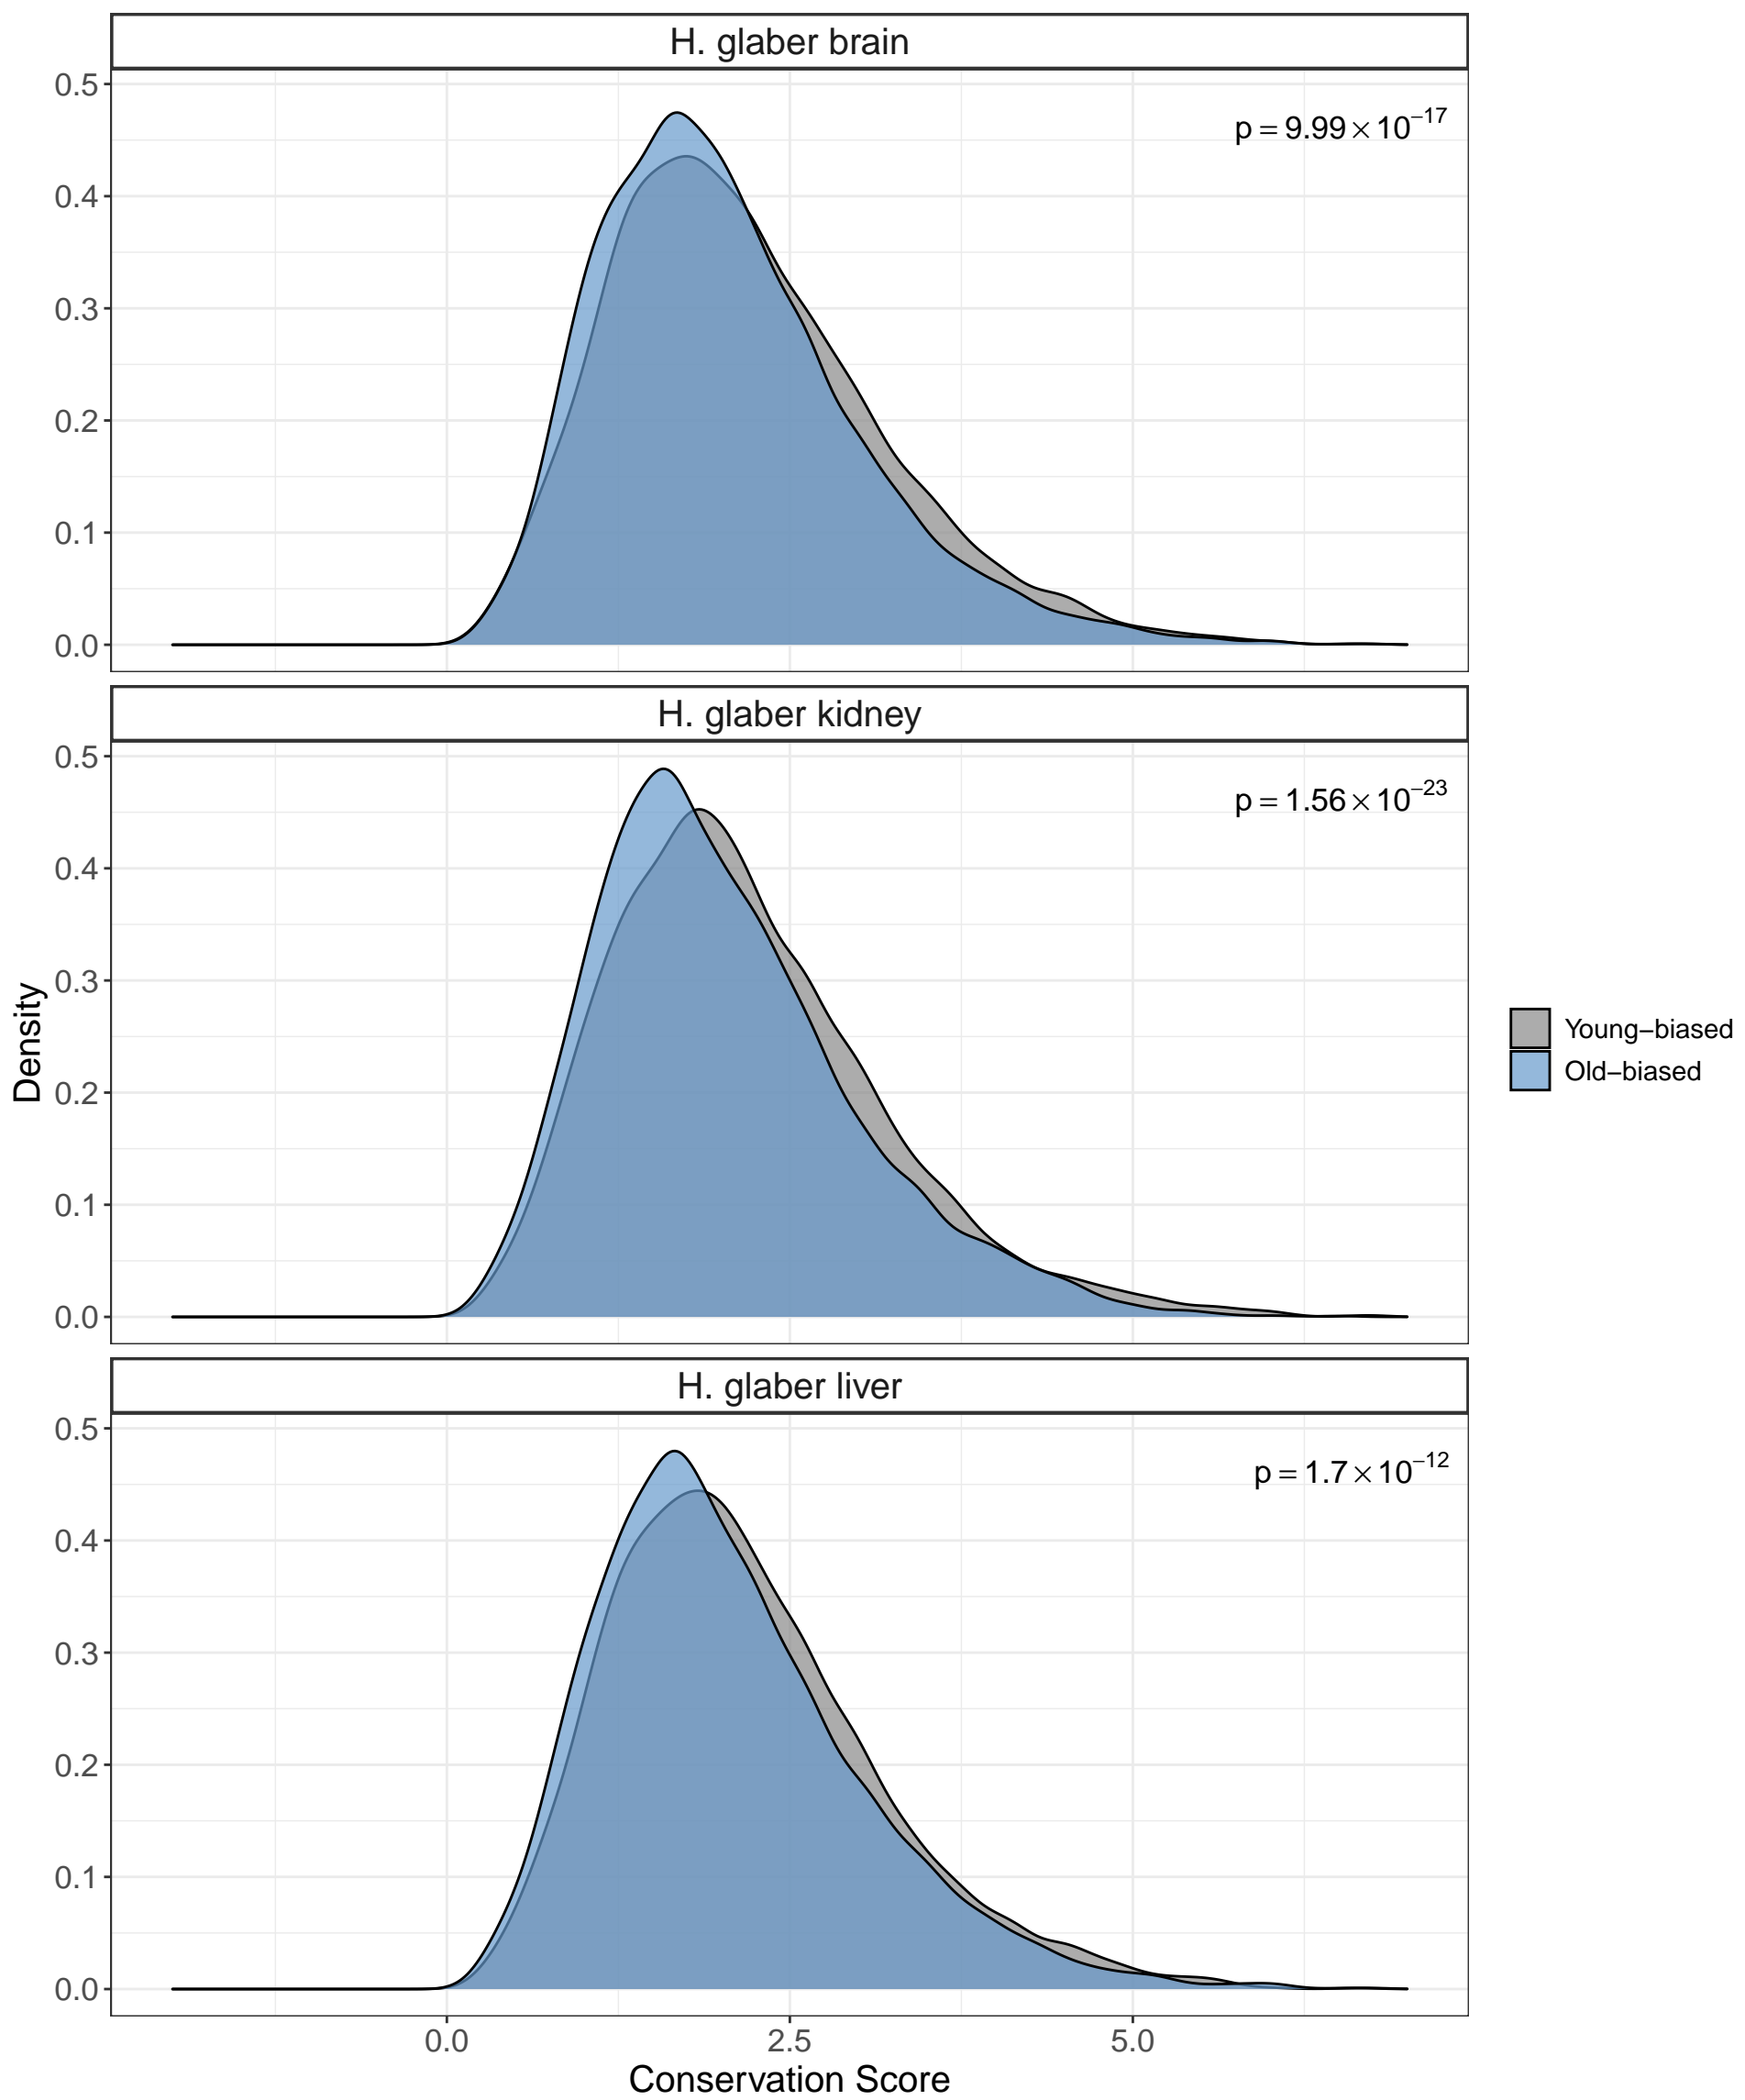 H. glaber brain
0.5
p = 9.99 × 10⁻¹⁷
0.4
0.3
0.2
0.1
0.0
H. glaber kidney
0.5
p = 1.56 × 10⁻²³
0.4
0.3
0.2
0.1
0.0
Density
Young−biased
Old−biased
H. glaber liver
0.5
p = 1.7 × 10⁻¹²
0.4
0.3
0.2
0.1
0.0
0.0 2.5 5.0
Conservation Score